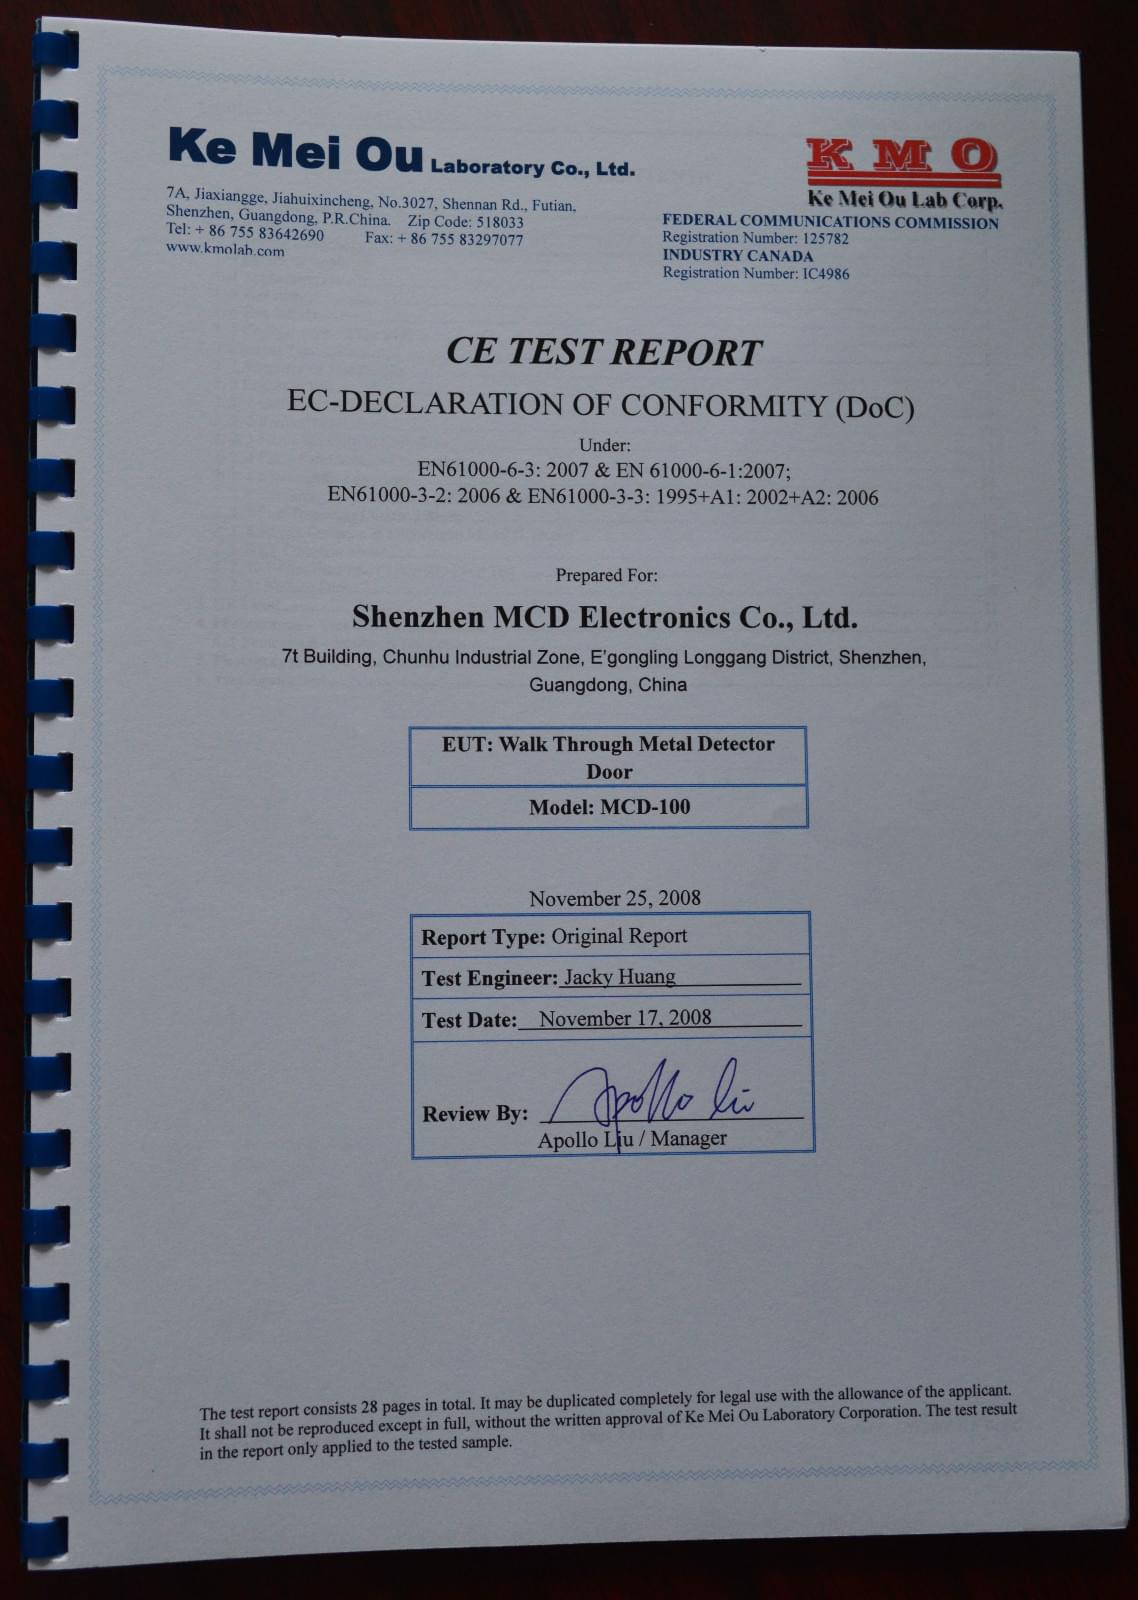 Ke Mei Ou Laboratory Co., Ltd.
7A, Jiaxiangge, Jiahuixincheng, No.3027, Shennan Rd., Futian,
Shenzhen, Guangdong, P.R.China. Zip Code: 518033
Tel: + 86 755 83642690 Fax: + 86 755 83297077
www.kmolab.com
KMO
Ke Mei Ou Lab Corp.
FEDERAL COMMUNICATIONS COMMISSION
Registration Number: 125782
INDUSTRY CANADA
Registration Number: IC4986
CE TEST REPORT
EC-DECLARATION OF CONFORMITY (DoC)
Under:
EN61000-6-3: 2007 & EN 61000-6-1:2007;
EN61000-3-2: 2006 & EN61000-3-3: 1995+A1: 2002+A2: 2006
Prepared For:
Shenzhen MCD Electronics Co., Ltd.
7t Building, Chunhu Industrial Zone, E'gongling Longgang District, Shenzhen,
Guangdong, China
EUT: Walk Through Metal Detector
Door
Model: MCD-100
November 25, 2008
Report Type: Original Report
Test Engineer: Jacky Huang
Test Date: November 17, 2008
Review By: Apollo Liu
Apollo Liu / Manager
The test report consists 28 pages in total. It may be duplicated completely for legal use with the allowance of the applicant.
It shall not be reproduced except in full, without the written approval of Ke Mei Ou Laboratory Corporation. The test result
in the report only applied to the tested sample.